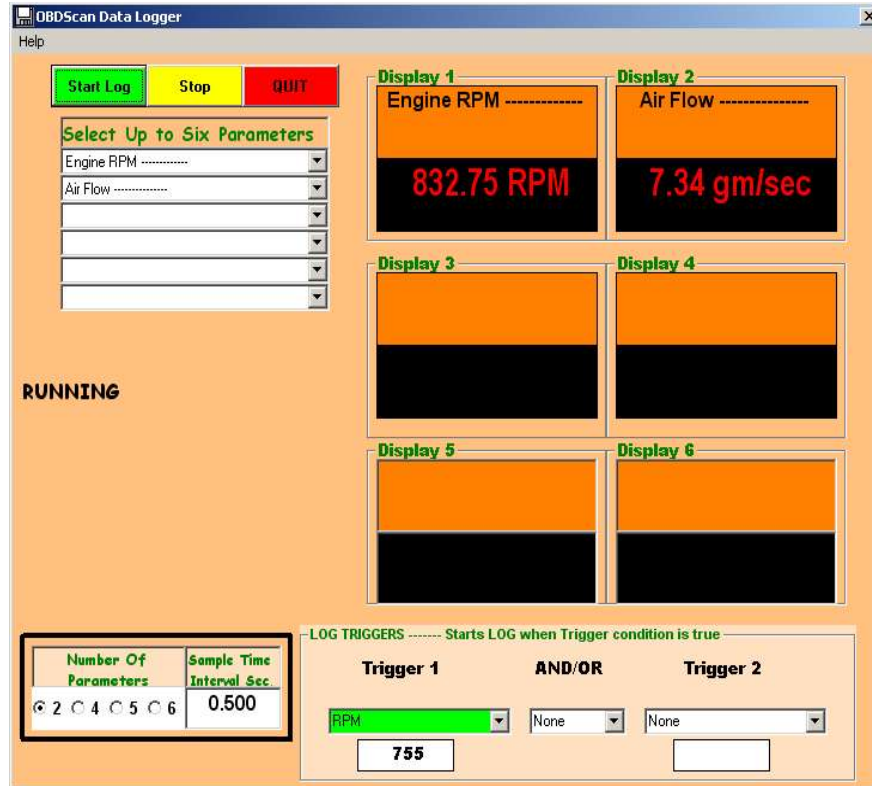 OBDScan Data Logger
Help
Start Log Stop QUIT
Select Up to Six Parameters
Engine RPM -------------
Air Flow ---------------
RUNNING
Display 1
Engine RPM -------------
832.75 RPM
Display 2
Air Flow ---------------
7.34 gm/sec
Display 3
Display 4
Display 5
Display 6
Number Of Parameters
2 4 5 6
Sample Time Interval Sec.
0.500
LOG TRIGGERS ------- Starts LOG when Trigger condition is true
Trigger 1 AND/OR Trigger 2
RPM None None
755